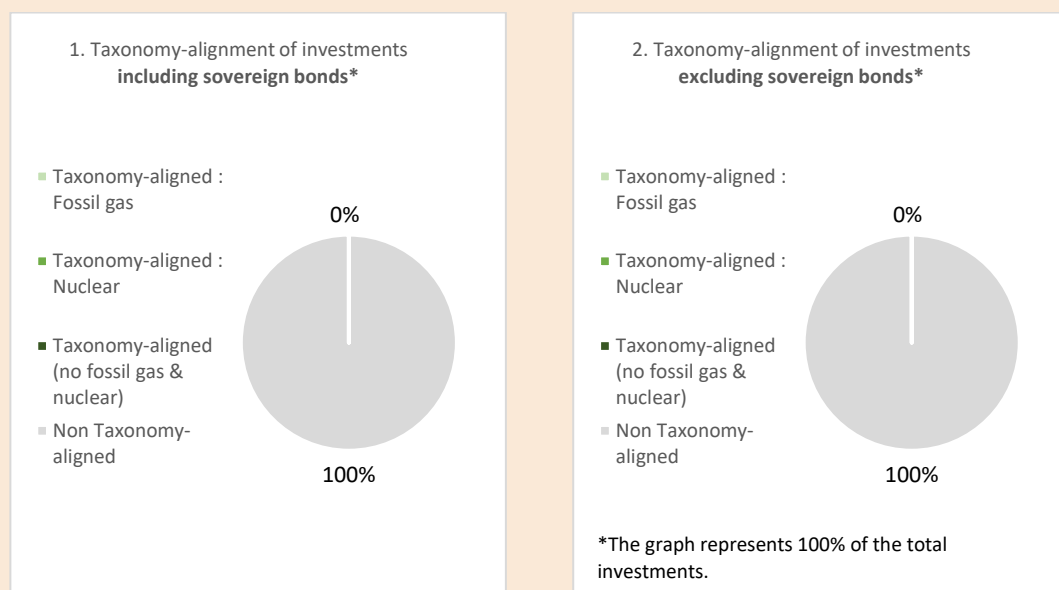 1. Taxonomy-alignment of investments
including sovereign bonds*
Taxonomy-aligned :
Fossil gas
Taxonomy-aligned :
Nuclear
Taxonomy-aligned
(no fossil gas &
nuclear)
Non Taxonomy-
aligned
0%
100%
2. Taxonomy-alignment of investments
excluding sovereign bonds*
Taxonomy-aligned :
Fossil gas
Taxonomy-aligned :
Nuclear
Taxonomy-aligned
(no fossil gas &
nuclear)
Non Taxonomy-
aligned
0%
100%
*The graph represents 100% of the total
investments.